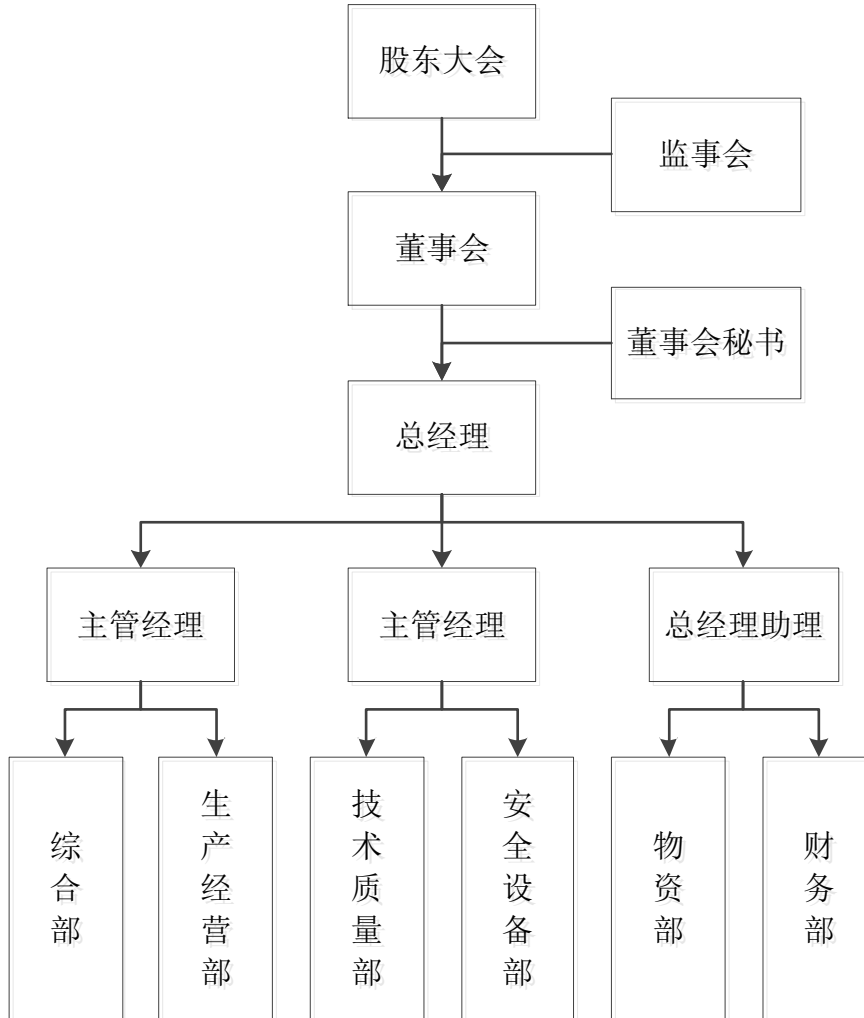 股东大会
监事会
董事会
董事会秘书
总经理
主管经理
主管经理
总经理助理
综合部
生产经营部
技术质量部
安全设备部
物资部
财务部